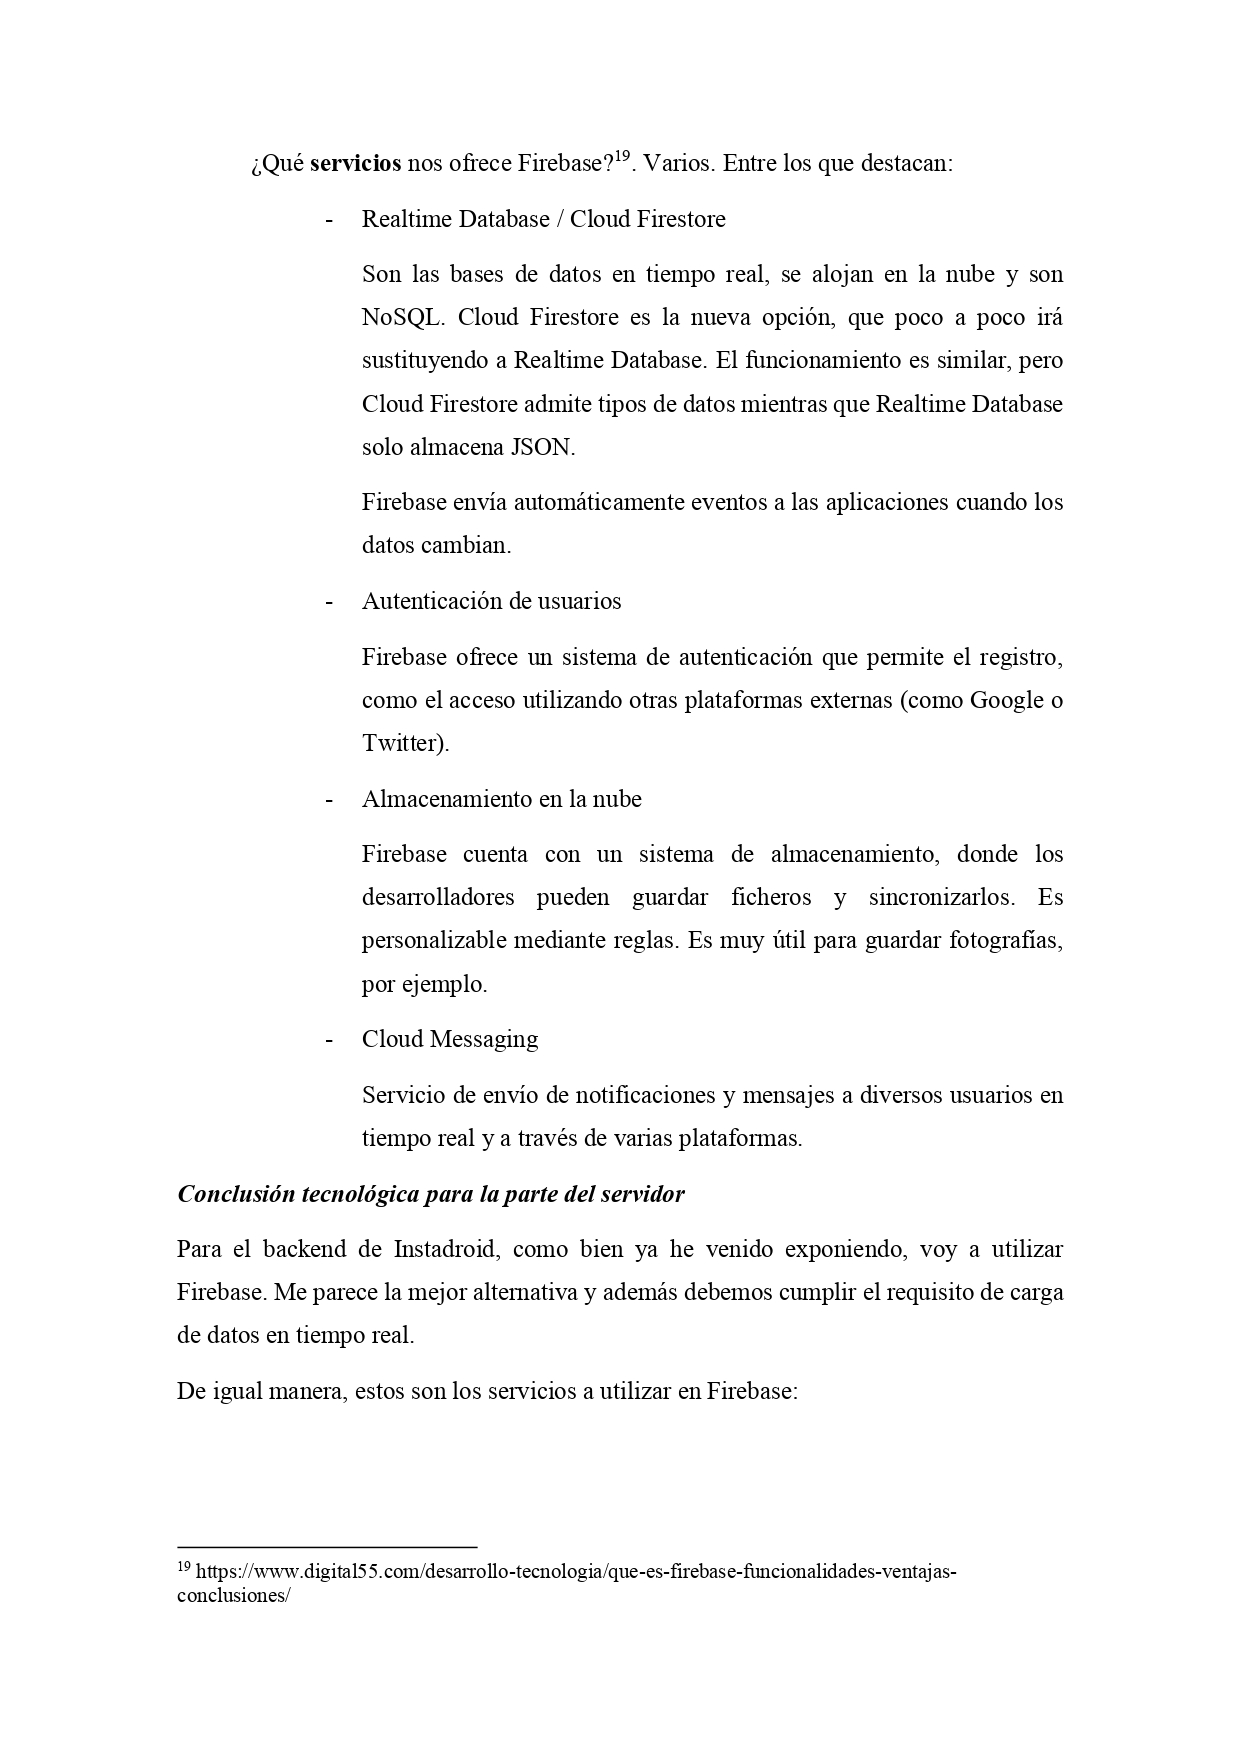 ¿Qué servicios nos ofrece Firebase?19. Varios. Entre los que destacan:
- Realtime Database / Cloud Firestore
Son las bases de datos en tiempo real, se alojan en la nube y son
NoSQL. Cloud Firestore es la nueva opción, que poco a poco irá
sustituyendo a Realtime Database. El funcionamiento es similar, pero
Cloud Firestore admite tipos de datos mientras que Realtime Database
solo almacena JSON.
Firebase envía automáticamente eventos a las aplicaciones cuando los
datos cambian.
- Autenticación de usuarios
Firebase ofrece un sistema de autenticación que permite el registro,
como el acceso utilizando otras plataformas externas (como Google o
Twitter).
- Almacenamiento en la nube
Firebase cuenta con un sistema de almacenamiento, donde los
desarrolladores pueden guardar ficheros y sincronizarlos. Es
personalizable mediante reglas. Es muy útil para guardar fotografías,
por ejemplo.
- Cloud Messaging
Servicio de envío de notificaciones y mensajes a diversos usuarios en
tiempo real y a través de varias plataformas.
Conclusión tecnológica para la parte del servidor
Para el backend de Instadroid, como bien ya he venido exponiendo, voy a utilizar
Firebase. Me parece la mejor alternativa y además debemos cumplir el requisito de carga
de datos en tiempo real.
De igual manera, estos son los servicios a utilizar en Firebase:
19 https://www.digital55.com/desarrollo-tecnologia/que-es-firebase-funcionalidades-ventajas-
conclusiones/